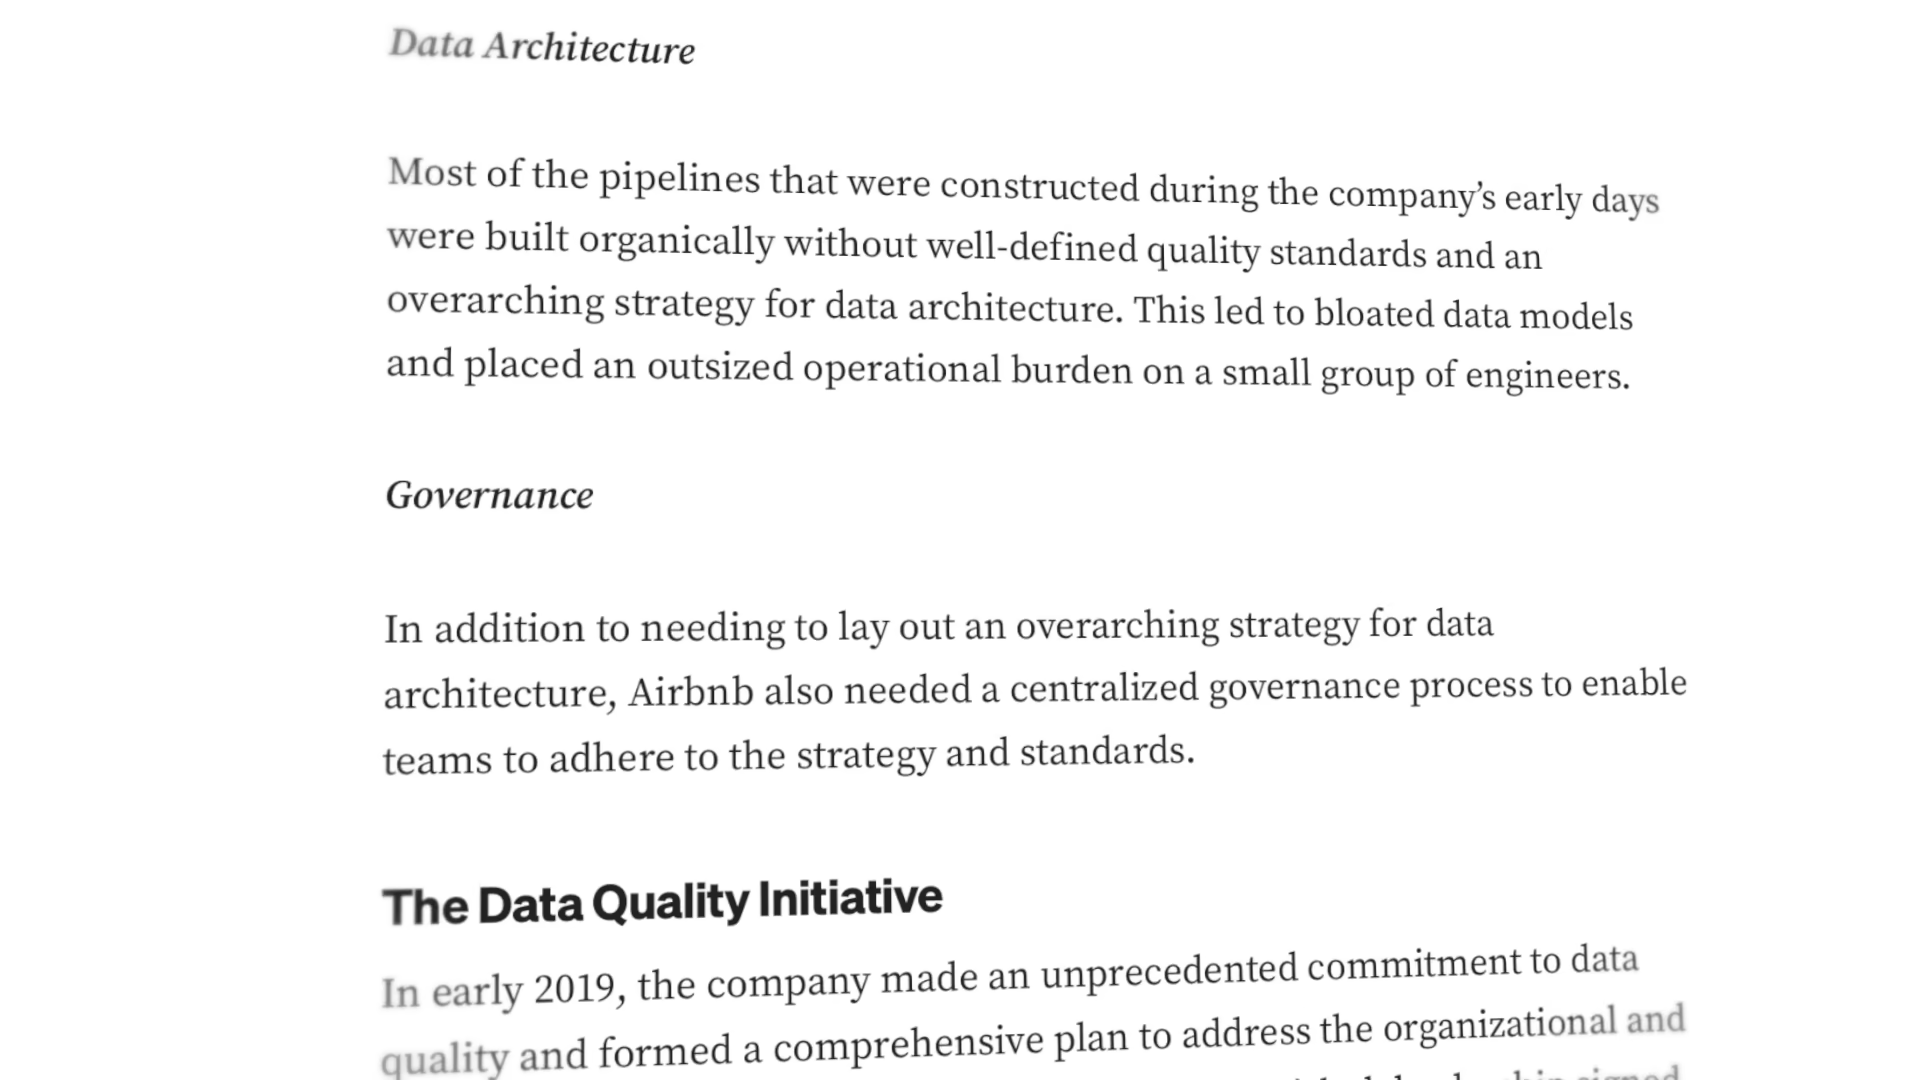 Data Architecture
Most of the pipelines that were constructed during the company’s early days
were built organically without well-defined quality standards and an
overarching strategy for data architecture. This led to bloated data models
and placed an outsized operational burden on a small group of engineers.
Governance
In addition to needing to lay out an overarching strategy for data
architecture, Airbnb also needed a centralized governance process to enable
teams to adhere to the strategy and standards.
The Data Quality Initiative
In early 2019, the company made an unprecedented commitment to data
quality and formed a comprehensive plan to address the organizational and
signed